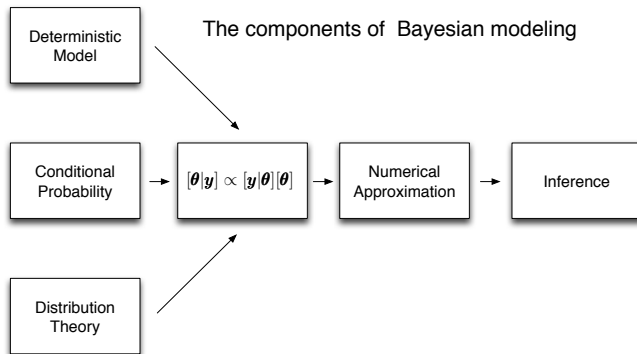 The components of Bayesian modeling
Deterministic
Model
Conditional
Probability
[θ|y] ∝ [y|θ][θ]
Numerical
Approximation
Inference
Distribution
Theory